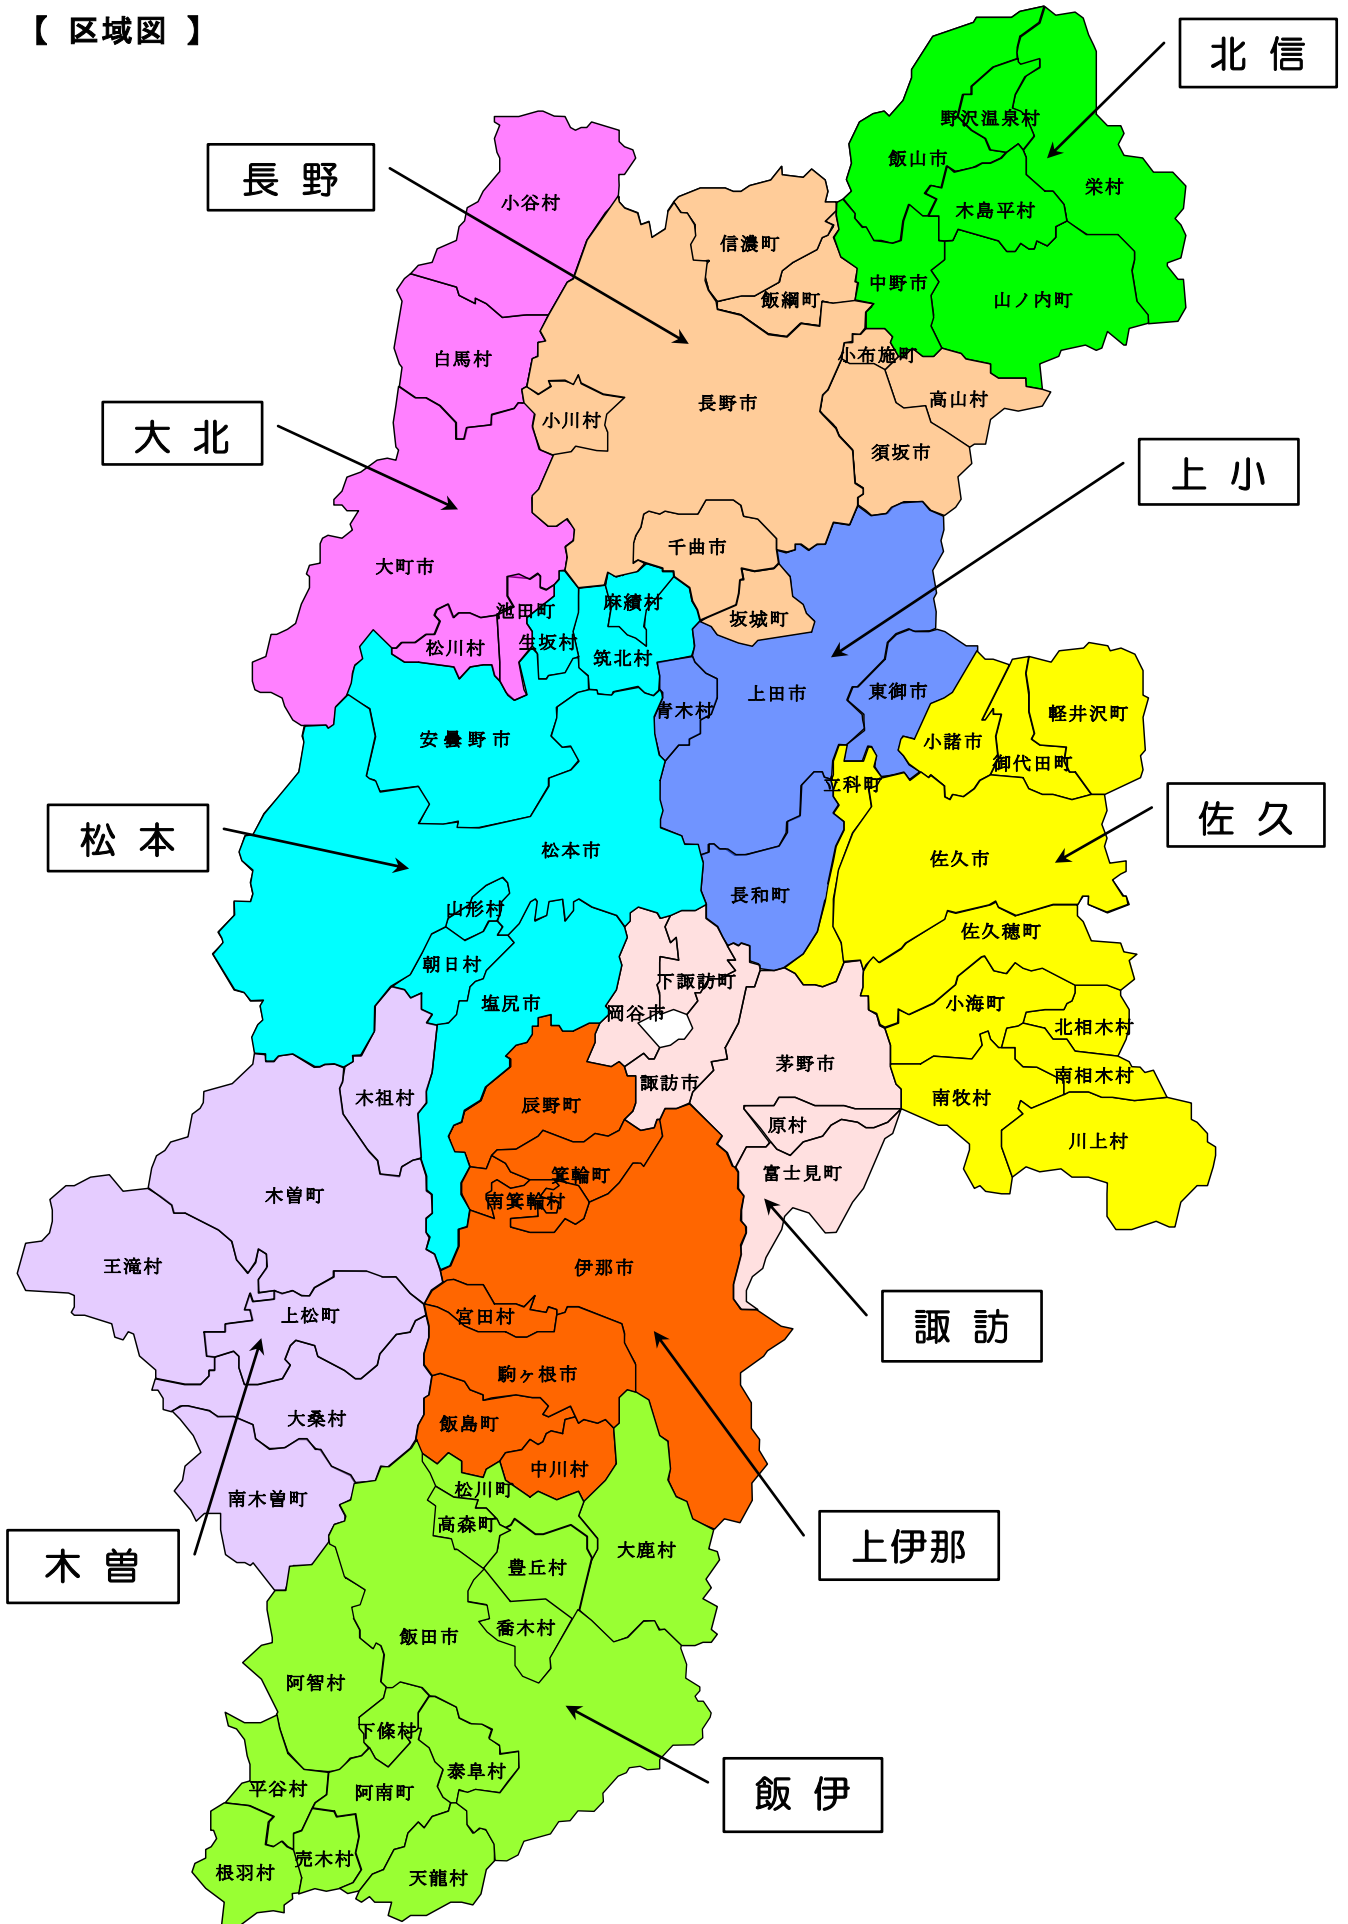 【 区域図 】
北 信
野沢温泉村
飯山市
長 野
栄村
小谷村
木島平村
信濃町
中野市
飯綱町
山ノ内町
白馬村
小布施町
高山村
長野市
小川村
大 北
須坂市
上 小
千曲市
大町市
池田町
麻績村
坂城町
生坂村
松川村
筑北村
上田市
東御市
青木村
軽井沢町
安曇野市
小諸市
御代田町
立科町
佐 久
松 本
松本市
佐久市
長和町
山形村
佐久穂町
朝日村
下諏訪町
塩尻市
小海町
岡谷市
北相木村
茅野市
南相木村
諏訪市
木祖村
南牧村
辰野町
原村
川上村
箕輪町
富士見町
木曽町
南箕輪村
王滝村
伊那市
上松町
宮田村
諏 訪
駒ヶ根市
大桑村
飯島町
中川村
松川町
南木曽町
高森町
上伊那
大鹿村
木 曽
豊丘村
喬木村
飯田市
阿智村
下條村
泰阜村
平谷村
阿南町
飯 伊
売木村
根羽村
天龍村